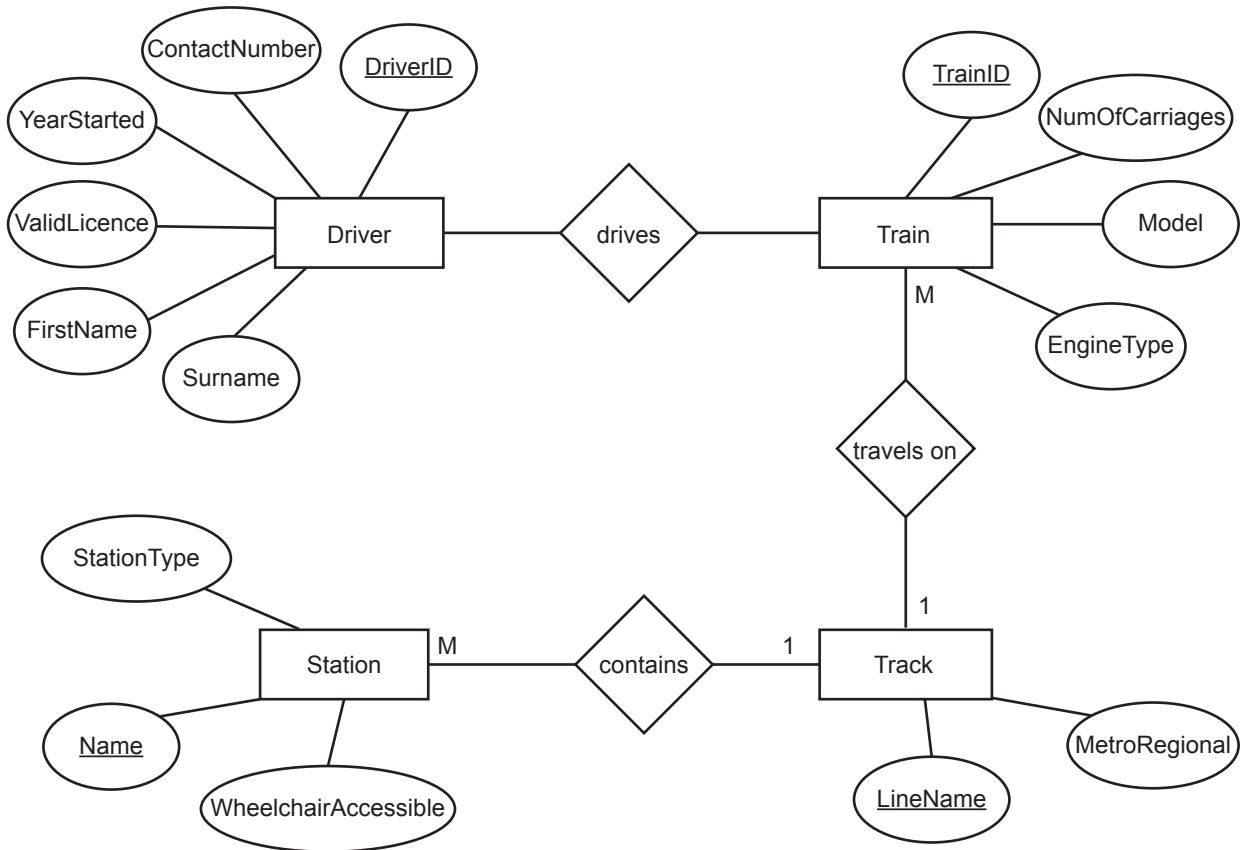 ContactNumber
DriverID
TrainID
NumOfCarriages
YearStarted
ValidLicence
Model
Driver
drives
Train
M
FirstName
EngineType
Surname
travels on
StationType
1
M
1
Station
contains
Track
Name
MetroRegional
WheelchairAccessible
LineName